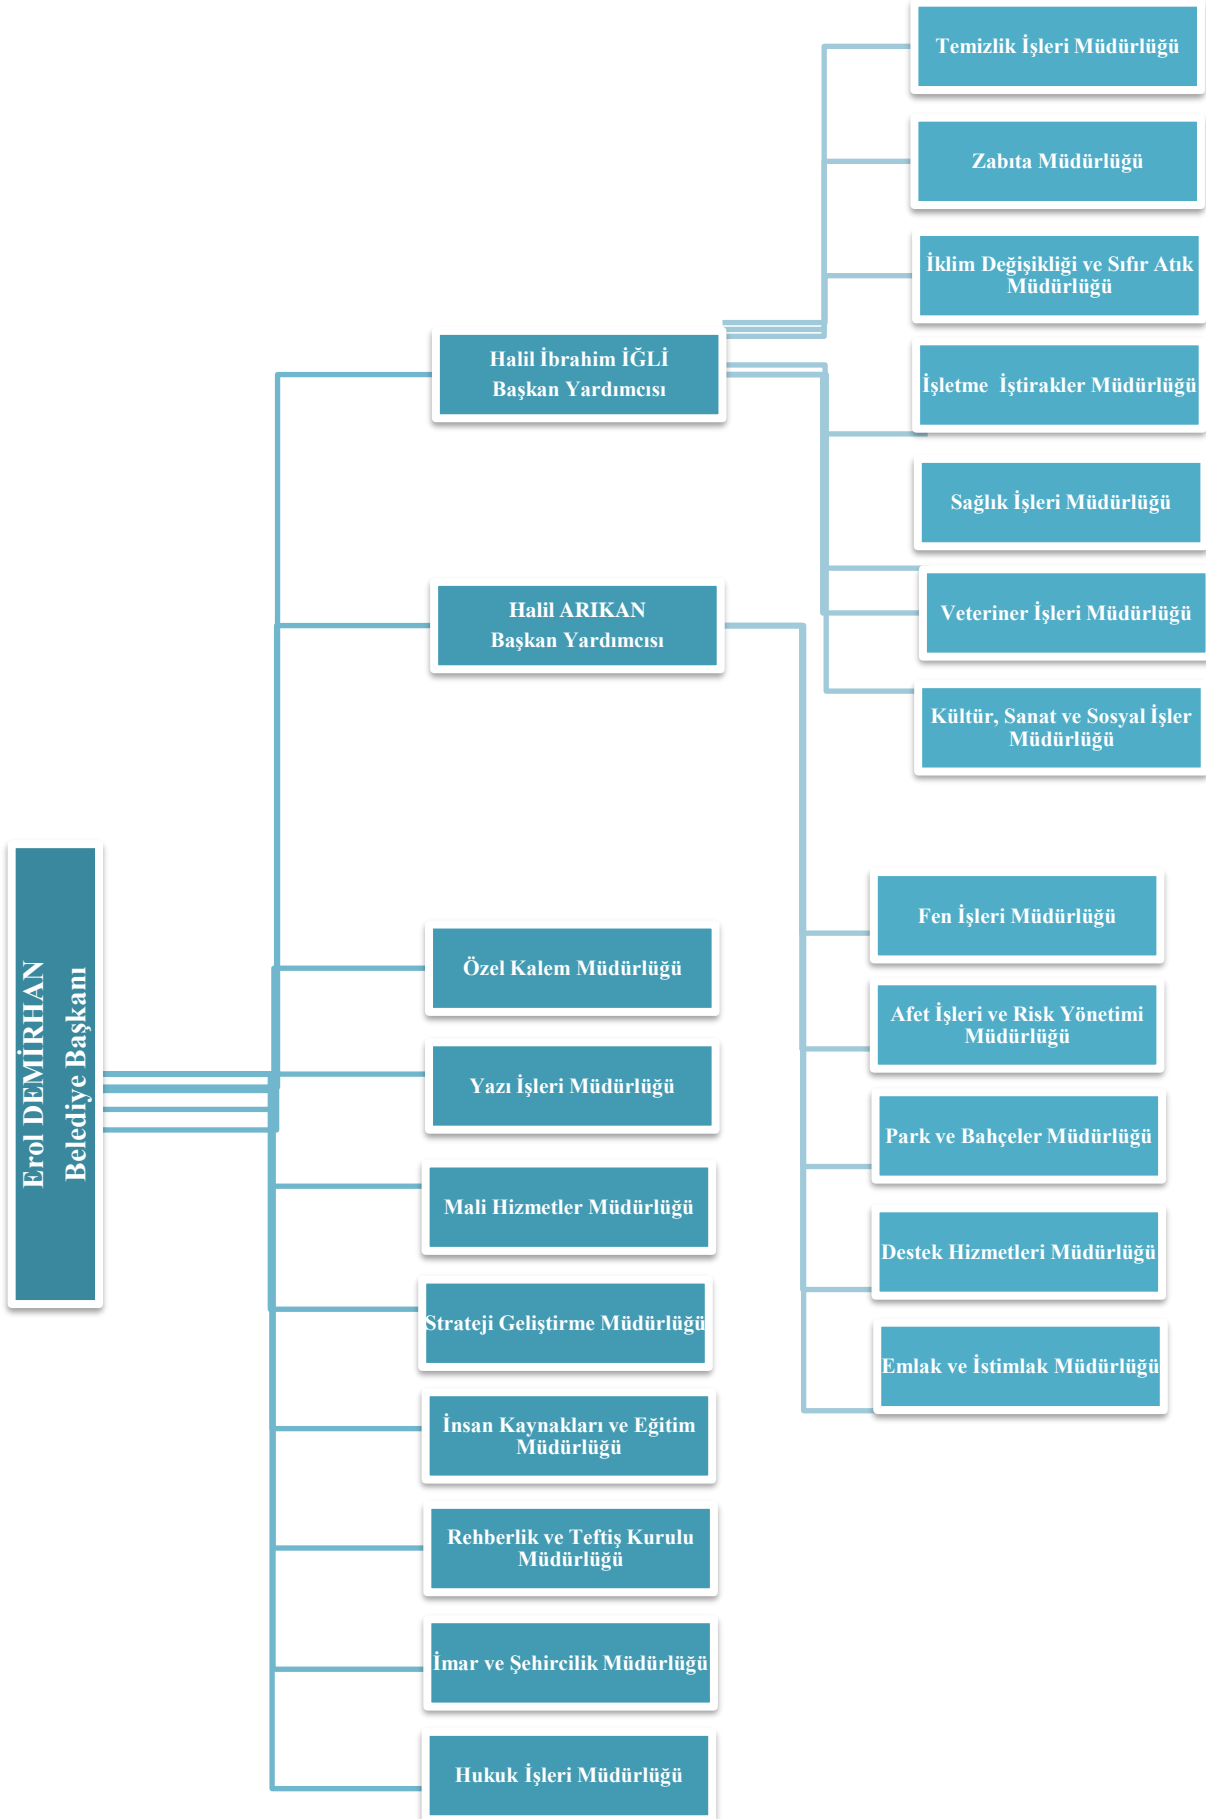 Erol DEMİRHAN
Belediye Başkanı
Halil İbrahim İĞLİ
Başkan Yardımcısı
Temizlik İşleri Müdürlüğü
Zabıta Müdürlüğü
İklim Değişikliği ve Sıfır Atık
Müdürlüğü
İşletme  İştirakler Müdürlüğü
Sağlık İşleri Müdürlüğü
Veteriner İşleri Müdürlüğü
Kültür, Sanat ve Sosyal İşler
Müdürlüğü
Halil ARIKAN
Başkan Yardımcısı
Fen İşleri Müdürlüğü
Afet İşleri ve Risk Yönetimi
Müdürlüğü
Park ve Bahçeler Müdürlüğü
Destek Hizmetleri Müdürlüğü
Emlak ve İstimlak Müdürlüğü
Özel Kalem Müdürlüğü
Yazı İşleri Müdürlüğü
Mali Hizmetler Müdürlüğü
Strateji Geliştirme Müdürlüğü
İnsan Kaynakları ve Eğitim
Müdürlüğü
Rehberlik ve Teftiş Kurulu
Müdürlüğü
İmar ve Şehircilik Müdürlüğü
Hukuk İşleri Müdürlüğü